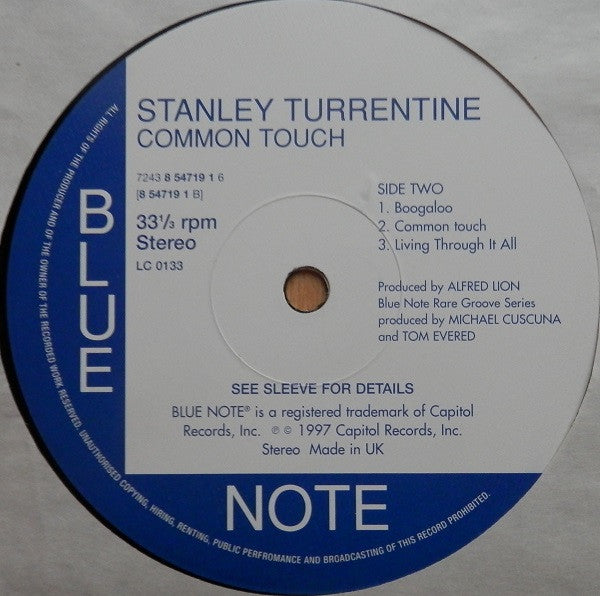 STANLEY TURRENTINE
COMMON TOUCH
7243 8 54719 1 6
[8 54719 1 B]
33⅓ rpm
Stereo
LC 0133
SIDE TWO
1. Boogaloo
2. Common touch
3. Living Through It All
Produced by ALFRED LION
Blue Note Rare Groove Series
produced by MICHAEL CUSCUNA
and TOM EVERED
SEE SLEEVE FOR DETAILS
BLUE NOTE® is a registered trademark of Capitol
Records, Inc. ℗ © 1997 Capitol Records, Inc.
Stereo Made in UK
BLUE
NOTE
ALL RIGHTS OF THE PRODUCER AND OF THE OWNER OF THE RECORDED WORK RESERVED. UNAUTHORISED COPYING, HIRING, RENTING, PUBLIC PERFROMANCE AND BROADCASTING OF THIS RECORD PROHIBITED.